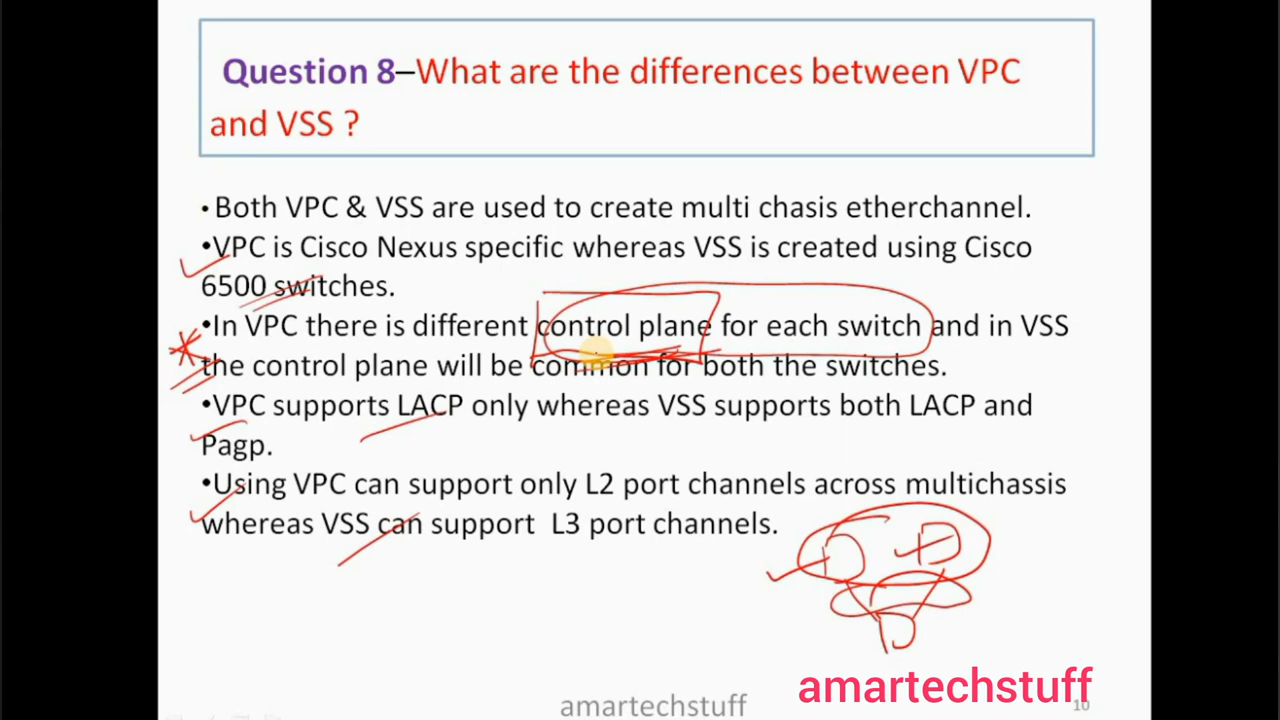 Question 8–What are the differences between VPC
and VSS ?
•Both VPC & VSS are used to create multi chasis etherchannel.
•VPC is Cisco Nexus specific whereas VSS is created using Cisco
6500 switches.
•In VPC there is different control plane for each switch and in VSS
the control plane will be common for both the switches.
•VPC supports LACP only whereas VSS supports both LACP and
Pagp.
•Using VPC can support only L2 port channels across multichassis
whereas VSS can support L3 port channels.
D D
D
amartechstuff
amartechstuff
10